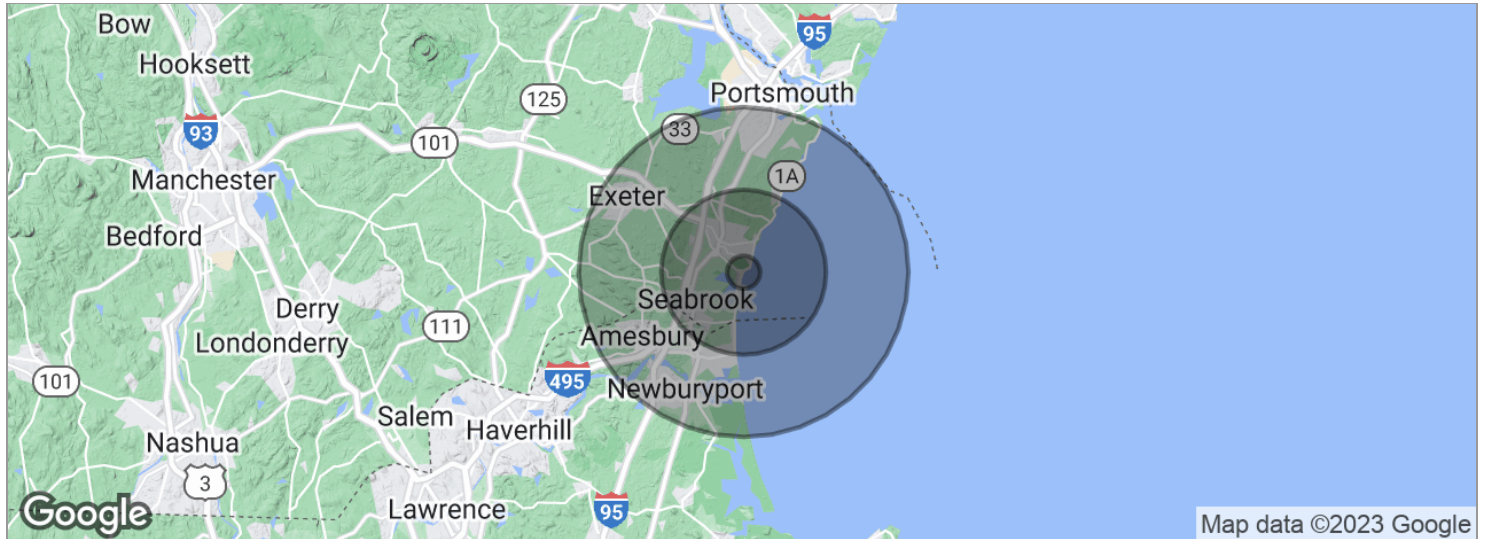 Bow
Hooksett
95
125
Portsmouth
93
101
33
Manchester
1A
Exeter
Bedford
Seabrook
Derry
111
Amesbury
Londonderry
101
495
Newburyport
Salem
Haverhill
Nashua
3
Lawrence
95
Google
Map data ©2023 Google